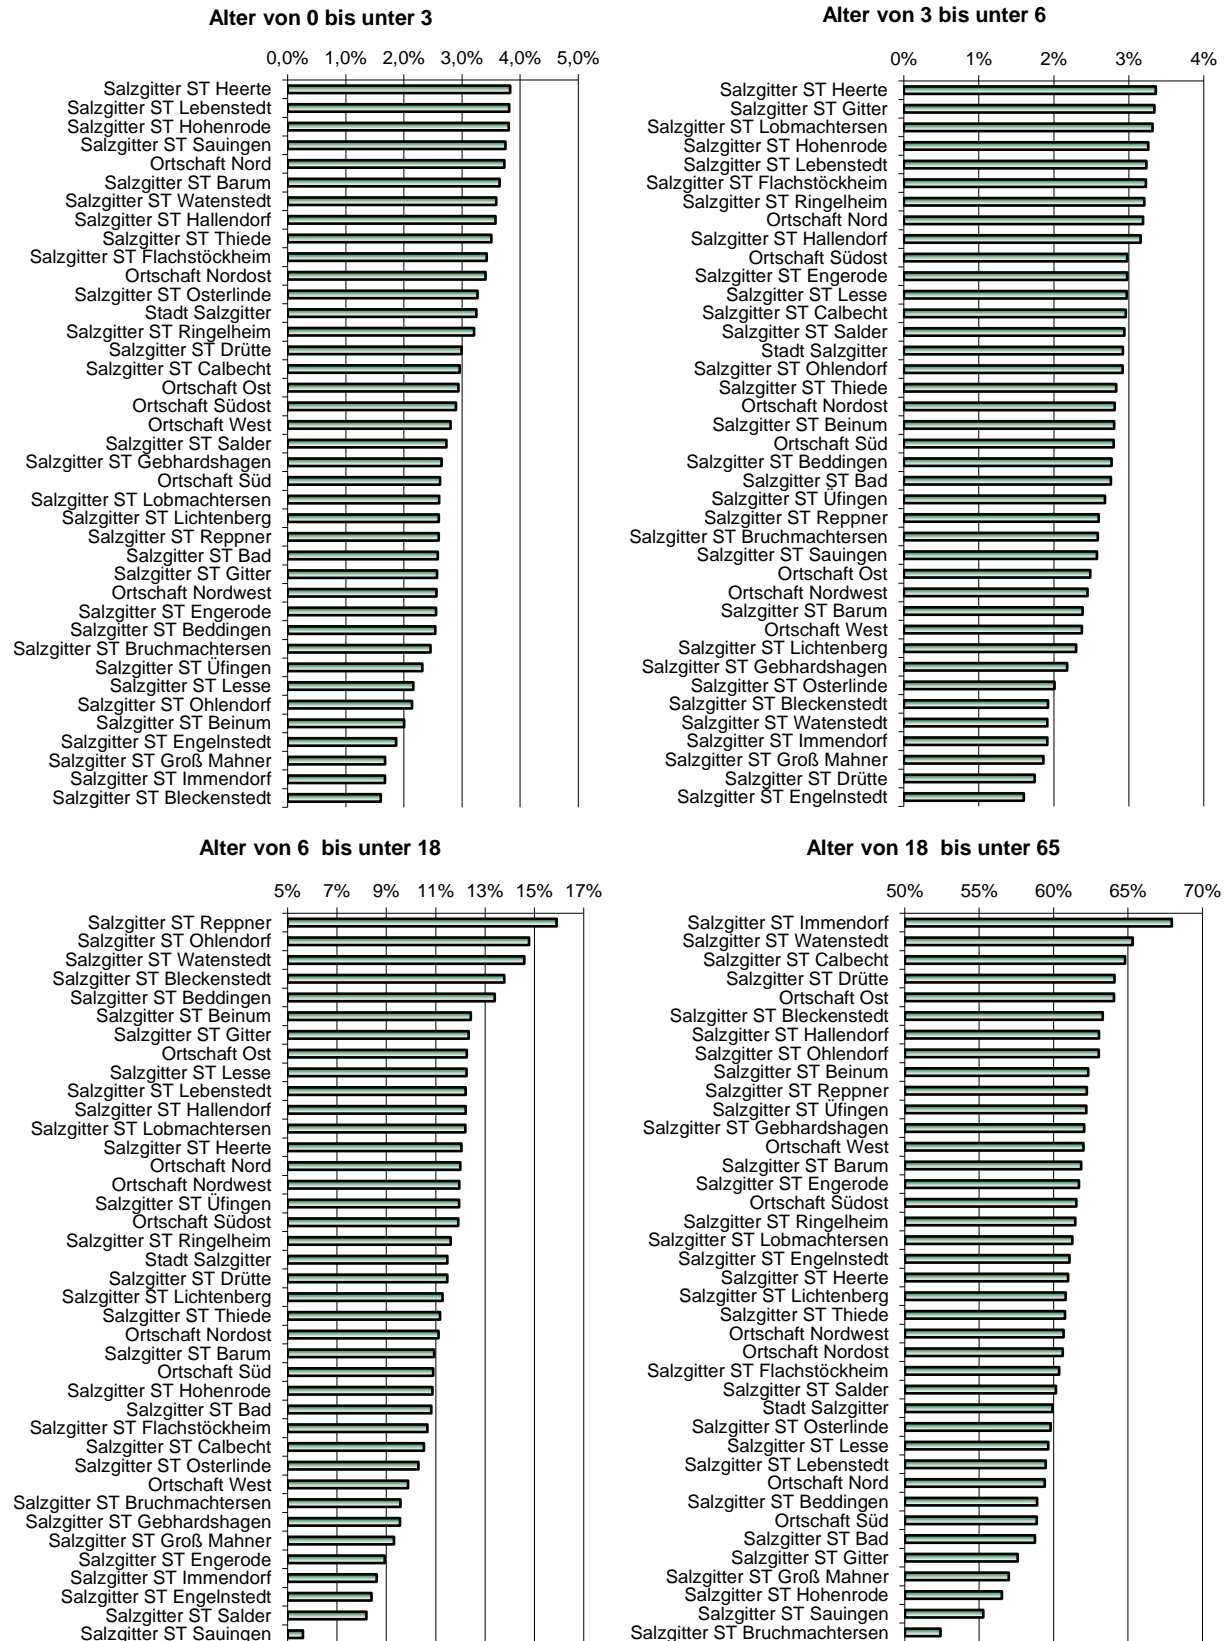 Alter von 0 bis unter 3
0,0% 1,0% 2,0% 3,0% 4,0% 5,0%
Salzgitter ST Heerte
Salzgitter ST Lebenstedt
Salzgitter ST Hohenrode
Salzgitter ST Sauingen
Ortschaft Nord
Salzgitter ST Barum
Salzgitter ST Watenstedt
Salzgitter ST Hallendorf
Salzgitter ST Thiede
Salzgitter ST Flachstöckheim
Ortschaft Nordost
Salzgitter ST Osterlinde
Stadt Salzgitter
Salzgitter ST Ringelheim
Salzgitter ST Drütte
Salzgitter ST Calbecht
Ortschaft Ost
Ortschaft Südost
Ortschaft West
Salzgitter ST Salder
Salzgitter ST Gebhardshagen
Ortschaft Süd
Salzgitter ST Lobmachtersen
Salzgitter ST Lichtenberg
Salzgitter ST Reppner
Salzgitter ST Bad
Salzgitter ST Gitter
Ortschaft Nordwest
Salzgitter ST Engerode
Salzgitter ST Beddingen
Salzgitter ST Bruchmachtersen
Salzgitter ST Üfingen
Salzgitter ST Lesse
Salzgitter ST Ohlendorf
Salzgitter ST Beinum
Salzgitter ST Engelnstedt
Salzgitter ST Groß Mahner
Salzgitter ST Immendorf
Salzgitter ST Bleckenstedt
Alter von 3 bis unter 6
0% 1% 2% 3% 4%
Salzgitter ST Heerte
Salzgitter ST Gitter
Salzgitter ST Lobmachtersen
Salzgitter ST Hohenrode
Salzgitter ST Lebenstedt
Salzgitter ST Flachstöckheim
Salzgitter ST Ringelheim
Ortschaft Nord
Salzgitter ST Hallendorf
Ortschaft Südost
Salzgitter ST Engerode
Salzgitter ST Lesse
Salzgitter ST Calbecht
Salzgitter ST Salder
Stadt Salzgitter
Salzgitter ST Ohlendorf
Salzgitter ST Thiede
Ortschaft Nordost
Salzgitter ST Beinum
Ortschaft Süd
Salzgitter ST Beddingen
Salzgitter ST Bad
Salzgitter ST Üfingen
Salzgitter ST Reppner
Salzgitter ST Bruchmachtersen
Salzgitter ST Sauingen
Ortschaft Ost
Ortschaft Nordwest
Salzgitter ST Barum
Ortschaft West
Salzgitter ST Lichtenberg
Salzgitter ST Gebhardshagen
Salzgitter ST Osterlinde
Salzgitter ST Bleckenstedt
Salzgitter ST Watenstedt
Salzgitter ST Immendorf
Salzgitter ST Groß Mahner
Salzgitter ST Drütte
Salzgitter ST Engelnstedt
Alter von 6 bis unter 18
5% 7% 9% 11% 13% 15% 17%
Salzgitter ST Reppner
Salzgitter ST Ohlendorf
Salzgitter ST Watenstedt
Salzgitter ST Bleckenstedt
Salzgitter ST Beddingen
Salzgitter ST Beinum
Salzgitter ST Gitter
Ortschaft Ost
Salzgitter ST Lesse
Salzgitter ST Lebenstedt
Salzgitter ST Hallendorf
Salzgitter ST Lobmachtersen
Salzgitter ST Heerte
Ortschaft Nord
Ortschaft Nordwest
Salzgitter ST Üfingen
Ortschaft Südost
Salzgitter ST Ringelheim
Stadt Salzgitter
Salzgitter ST Drütte
Salzgitter ST Lichtenberg
Salzgitter ST Thiede
Ortschaft Nordost
Salzgitter ST Barum
Ortschaft Süd
Salzgitter ST Hohenrode
Salzgitter ST Bad
Salzgitter ST Flachstöckheim
Salzgitter ST Calbecht
Salzgitter ST Osterlinde
Ortschaft West
Salzgitter ST Bruchmachtersen
Salzgitter ST Gebhardshagen
Salzgitter ST Groß Mahner
Salzgitter ST Engerode
Salzgitter ST Immendorf
Salzgitter ST Engelnstedt
Salzgitter ST Salder
Salzgitter ST Sauingen
Alter von 18 bis unter 65
50% 55% 60% 65% 70%
Salzgitter ST Immendorf
Salzgitter ST Watenstedt
Salzgitter ST Calbecht
Salzgitter ST Drütte
Ortschaft Ost
Salzgitter ST Bleckenstedt
Salzgitter ST Hallendorf
Salzgitter ST Ohlendorf
Salzgitter ST Beinum
Salzgitter ST Reppner
Salzgitter ST Üfingen
Salzgitter ST Gebhardshagen
Ortschaft West
Salzgitter ST Barum
Salzgitter ST Engerode
Ortschaft Südost
Salzgitter ST Ringelheim
Salzgitter ST Lobmachtersen
Salzgitter ST Engelnstedt
Salzgitter ST Heerte
Salzgitter ST Lichtenberg
Salzgitter ST Thiede
Ortschaft Nordwest
Ortschaft Nordost
Salzgitter ST Flachstöckheim
Salzgitter ST Salder
Stadt Salzgitter
Salzgitter ST Osterlinde
Salzgitter ST Lesse
Salzgitter ST Lebenstedt
Ortschaft Nord
Salzgitter ST Beddingen
Ortschaft Süd
Salzgitter ST Bad
Salzgitter ST Gitter
Salzgitter ST Groß Mahner
Salzgitter ST Hohenrode
Salzgitter ST Sauingen
Salzgitter ST Bruchmachtersen